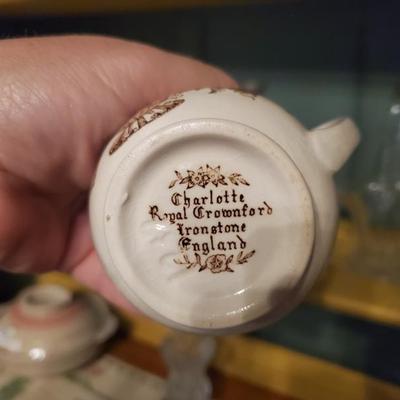 Charlotte
Royal Crownford
Ironstone
England